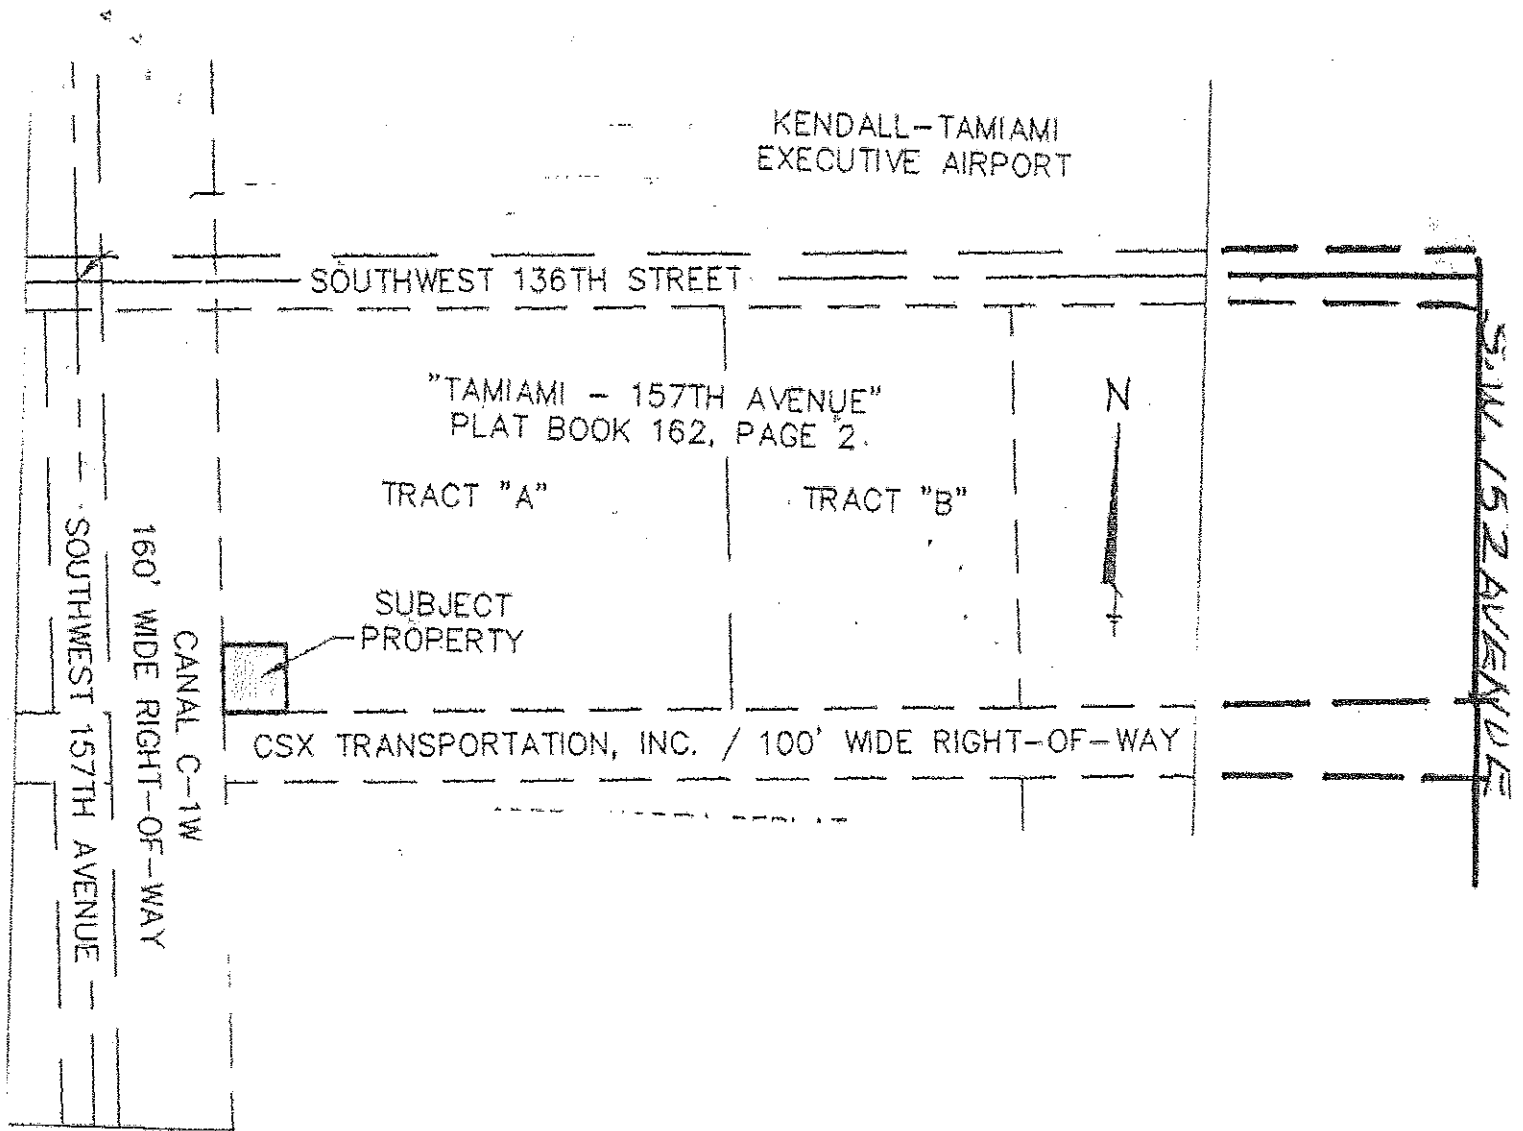 KENDALL-TAMIAMI
EXECUTIVE AIRPORT
SOUTHWEST 136TH STREET
"TAMIAMI - 157TH AVENUE"
PLAT BOOK 162, PAGE 2.
N
TRACT "A"
TRACT "B"
SUBJECT
PROPERTY
CSX TRANSPORTATION, INC. / 100' WIDE RIGHT-OF-WAY
CANAL C-1W
160' WIDE RIGHT-OF-WAY
SOUTHWEST 157TH AVENUE
S.W. 152 AVENUE